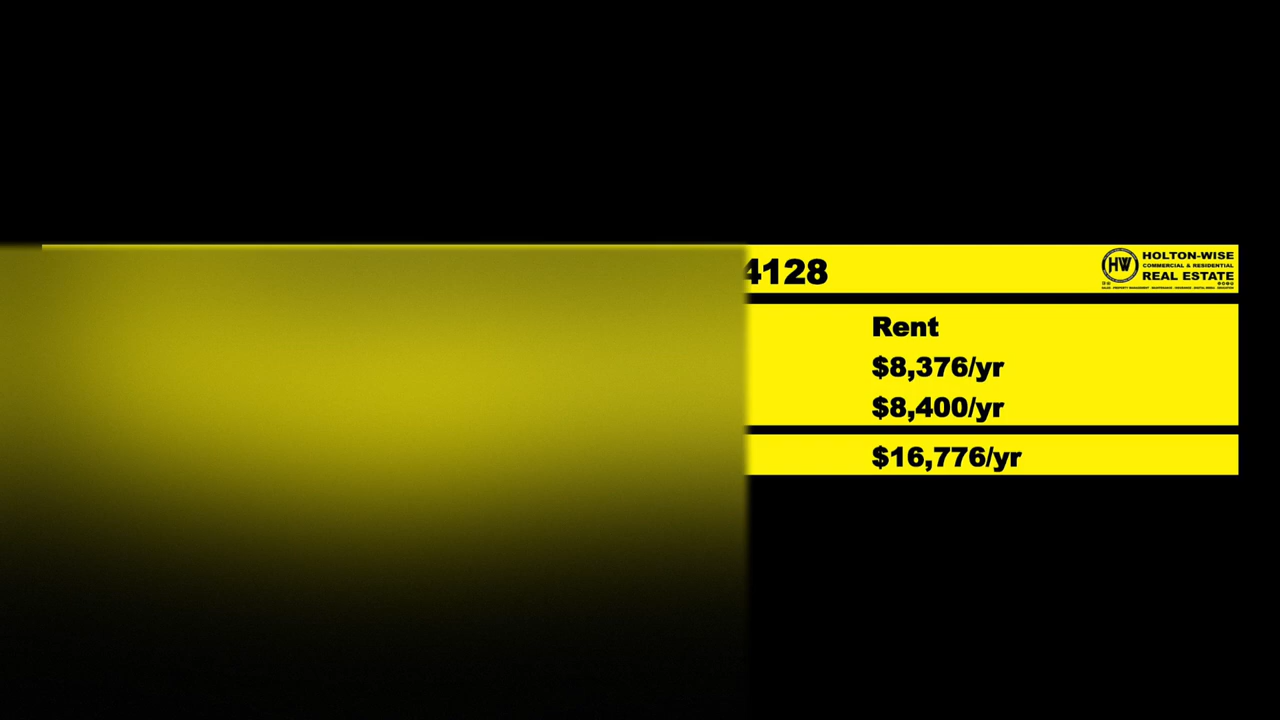 4128
HOLTON-WISE
COMMERCIAL & RESIDENTIAL
REAL ESTATE
Rent
$8,376/yr
$8,400/yr
$16,776/yr